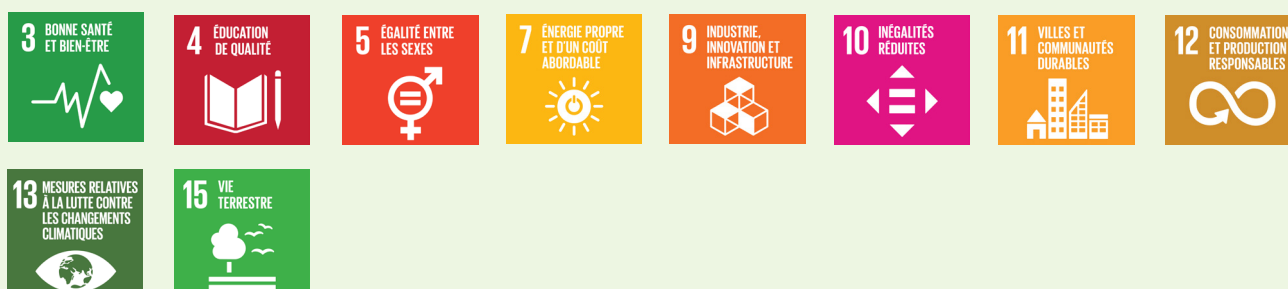 3 BONNE SANTÉ
ET BIEN-ÊTRE
4 ÉDUCATION
DE QUALITÉ
5 ÉGALITÉ ENTRE
LES SEXES
7 ÉNERGIE PROPRE
ET D'UN COÛT
ABORDABLE
9 INDUSTRIE,
INNOVATION ET
INFRASTRUCTURE
10 INÉGALITÉS
RÉDUITES
11 VILLES ET
COMMUNAUTÉS
DURABLES
12 CONSOMMATION
ET PRODUCTION
RESPONSABLES
13 MESURES RELATIVES
À LA LUTTE CONTRE
LES CHANGEMENTS
CLIMATIQUES
15 VIE
TERRESTRE